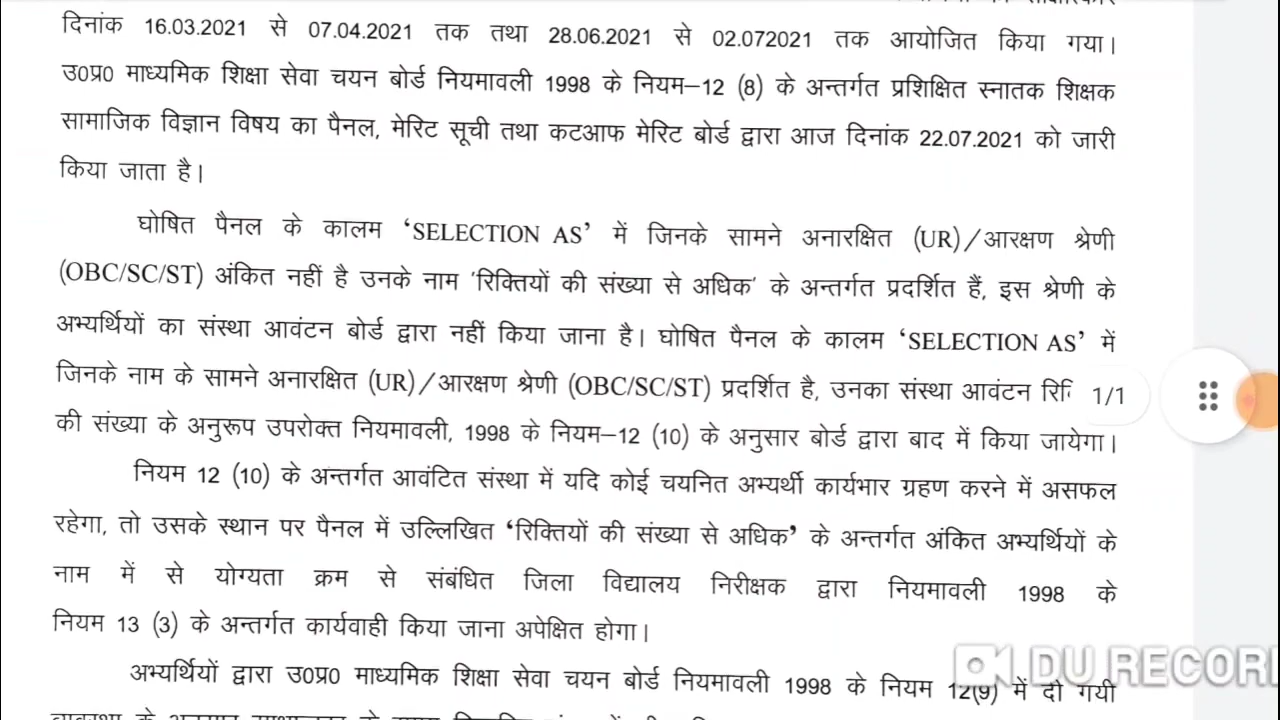 दिनांक 16.03.2021 से 07.04.2021 तक तथा 28.06.2021 से 02.072021 तक आयोजित किया गया।
उ0प्र0 माध्यमिक शिक्षा सेवा चयन बोर्ड नियमावली 1998 के नियम–12 (8) के अन्तर्गत प्रशिक्षित स्नातक शिक्षक
सामाजिक विज्ञान विषय का पैनल, मेरिट सूची तथा कटआफ मेरिट बोर्ड द्वारा आज दिनांक 22.07.2021 को जारी
किया जाता है।
घोषित पैनल के कालम ‘SELECTION AS’ में जिनके सामने अनारक्षित (UR)/आरक्षण श्रेणी
(OBC/SC/ST) अंकित नहीं है उनके नाम 'रिक्तियों की संख्या से अधिक' के अन्तर्गत प्रदर्शित हैं, इस श्रेणी के
अभ्यर्थियों का संस्था आवंटन बोर्ड द्वारा नहीं किया जाना है। घोषित पैनल के कालम ‘SELECTION AS’ में
जिनके नाम के सामने अनारक्षित (UR)/आरक्षण श्रेणी (OBC/SC/ST) प्रदर्शित है, उनका संस्था आवंटन
1/1
की संख्या के अनुरूप उपरोक्त नियमावली, 1998 के नियम–12 (10) के अनुसार बोर्ड द्वारा बाद में किया जायेगा।
नियम 12 (10) के अन्तर्गत आवंटित संस्था में यदि कोई चयनित अभ्यर्थी कार्यभार ग्रहण करने में असफल
रहेगा, तो उसके स्थान पर पैनल में उल्लिखित ‘रिक्तियों की संख्या से अधिक’ के अन्तर्गत अंकित अभ्यर्थियों के
नाम में से योग्यता क्रम से संबंधित जिला विद्यालय निरीक्षक द्वारा नियमावली 1998 के
नियम 13 (3) के अन्तर्गत कार्यवाही किया जाना अपेक्षित होगा।
अभ्यर्थियों द्वारा उ0प्र0 माध्यमिक शिक्षा सेवा चयन बोर्ड नियमावली 1998 के नियम 12(9) में दी गयी
DU RECOR